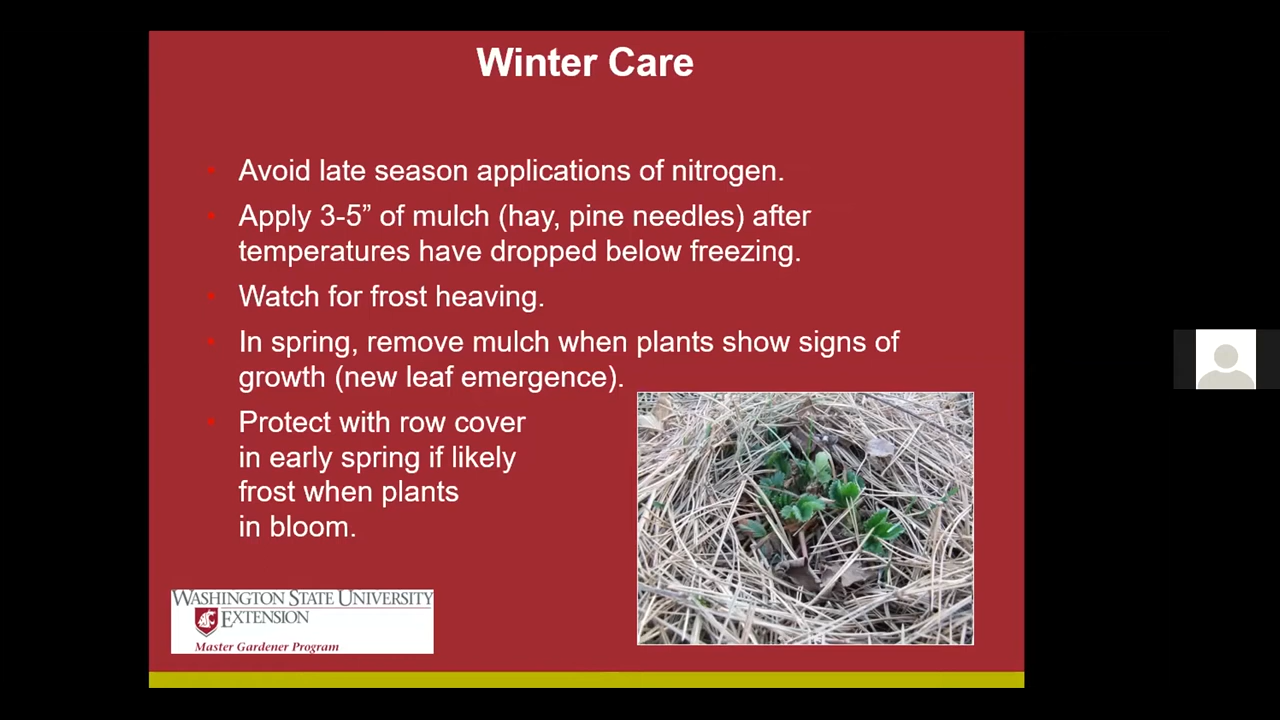 Winter Care
Avoid late season applications of nitrogen.
Apply 3-5” of mulch (hay, pine needles) after
temperatures have dropped below freezing.
Watch for frost heaving.
In spring, remove mulch when plants show signs of
growth (new leaf emergence).
Protect with row cover
in early spring if likely
frost when plants
in bloom.
WASHINGTON STATE UNIVERSITY
EXTENSION
Master Gardener Program